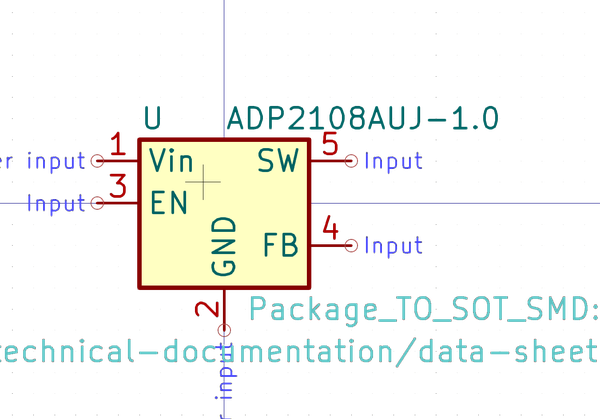 U ADP2108AUJ-1.0
1 5
er input Vin SW Input
3
Input EN
4
GND FB Input
2
Package_TO_SOT_SMD:
technical-documentation/data-sheet
r input